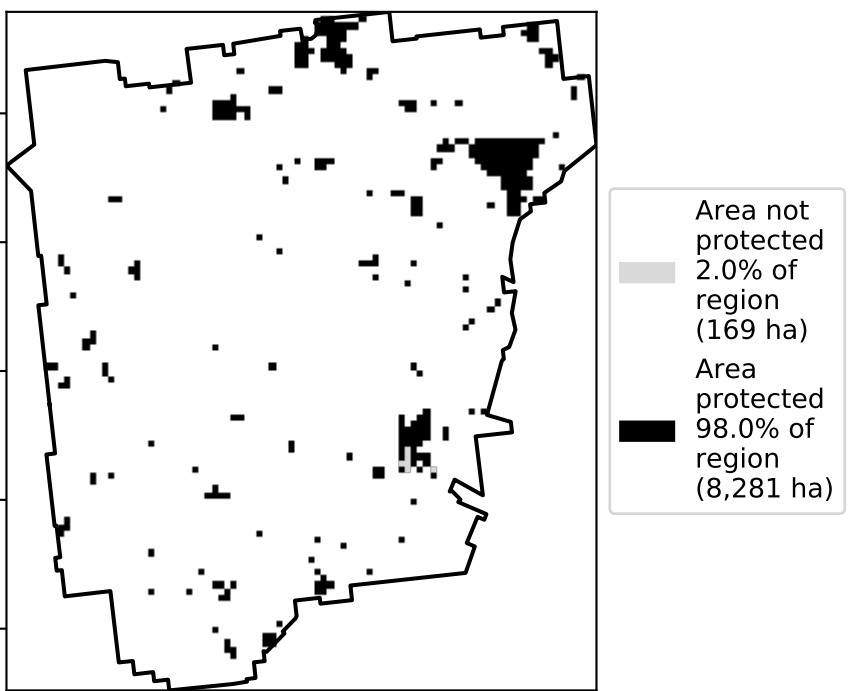 Area not
protected
2.0% of
region
(169 ha)
Area
protected
98.0% of
region
(8,281 ha)